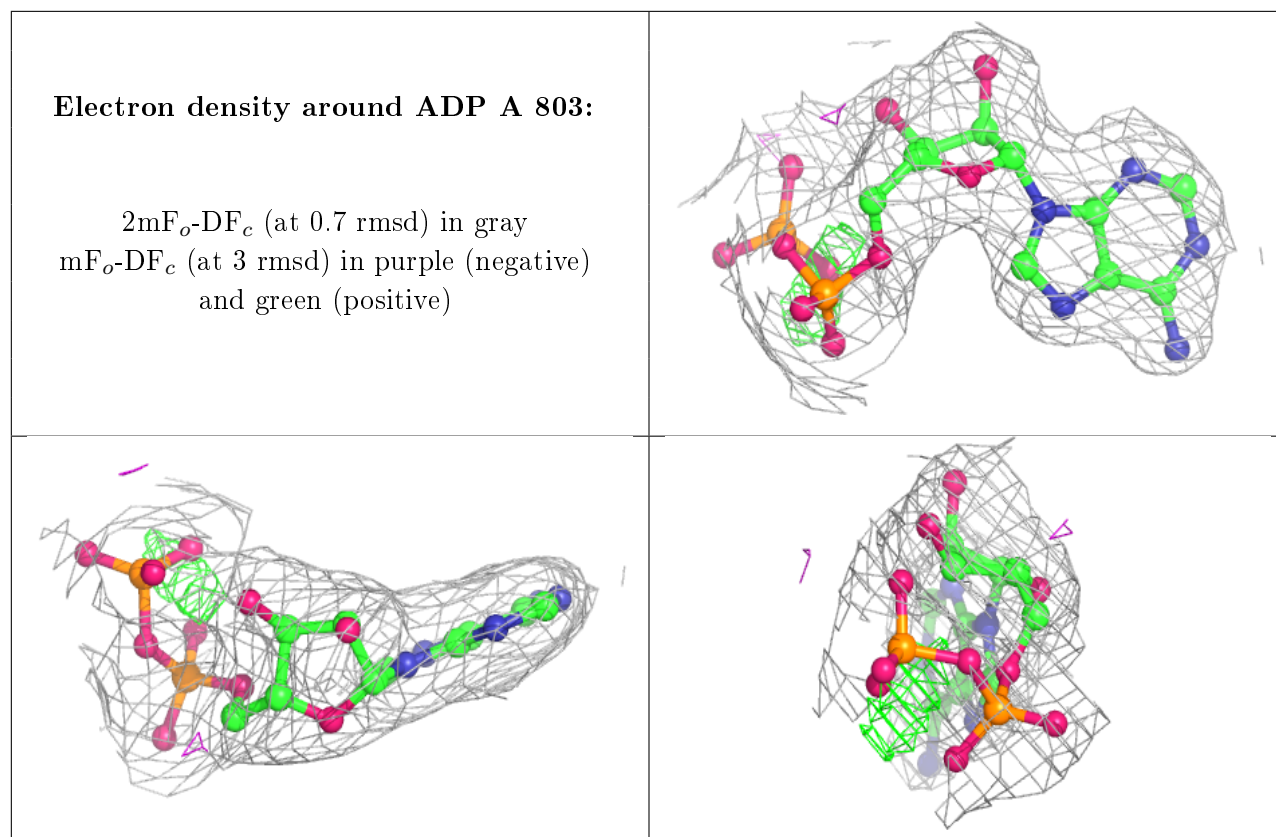 Electron density around ADP A 803:
2mFₒ-DF𝒸 (at 0.7 rmsd) in gray
mFₒ-DF𝒸 (at 3 rmsd) in purple (negative)
and green (positive)